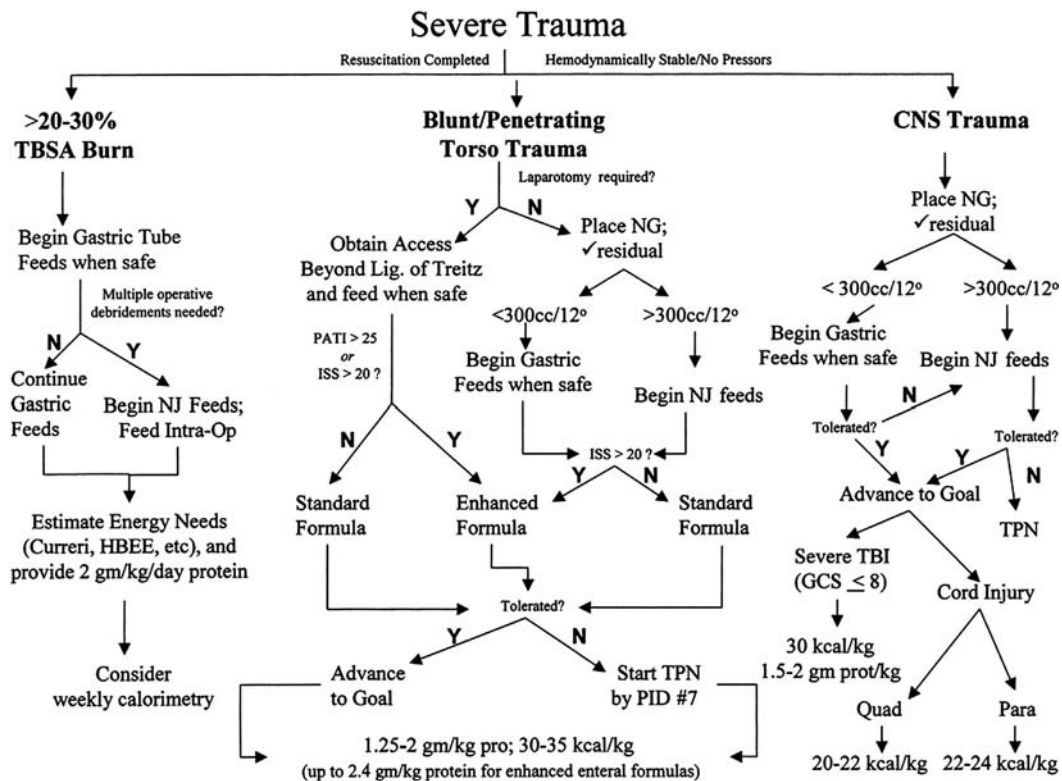 Severe Trauma
Resuscitation Completed
Hemodynamically Stable/No Pressors
>20-30%
TBSA Burn
Begin Gastric Tube
Feeds when safe
Multiple operative
debridements needed?
N
Y
Continue
Gastric
Feeds
Begin NJ Feeds;
Feed Intra-Op
Estimate Energy Needs
(Curreri, HBEE, etc), and
provide 2 gm/kg/day protein
Consider
weekly calorimetry
Blunt/Penetrating
Torso Trauma
Laparotomy required?
Y
N
Obtain Access
Beyond Lig. of Treitz
and feed when safe
PATI > 25
or
ISS > 20 ?
N
Y
Place NG;
✓residual
<300cc/12º
>300cc/12º
Begin Gastric
Feeds when safe
Begin NJ feeds
ISS > 20 ?
Y
N
Standard
Formula
Enhanced
Formula
Standard
Formula
Tolerated?
Y
N
Advance
to Goal
Start TPN
by PID #7
1.25-2 gm/kg pro; 30-35 kcal/kg
(up to 2.4 gm/kg protein for enhanced enteral formulas)
CNS Trauma
Place NG;
✓residual
< 300cc/12º
>300cc/12º
Begin Gastric
Feeds when safe
Begin NJ feeds
N
Tolerated?
Y
Tolerated?
Y
N
Advance to Goal
TPN
Severe TBI
(GCS ≤ 8)
30 kcal/kg
1.5-2 gm prot/kg
Cord Injury
Quad
Para
20-22 kcal/kg
22-24 kcal/kg